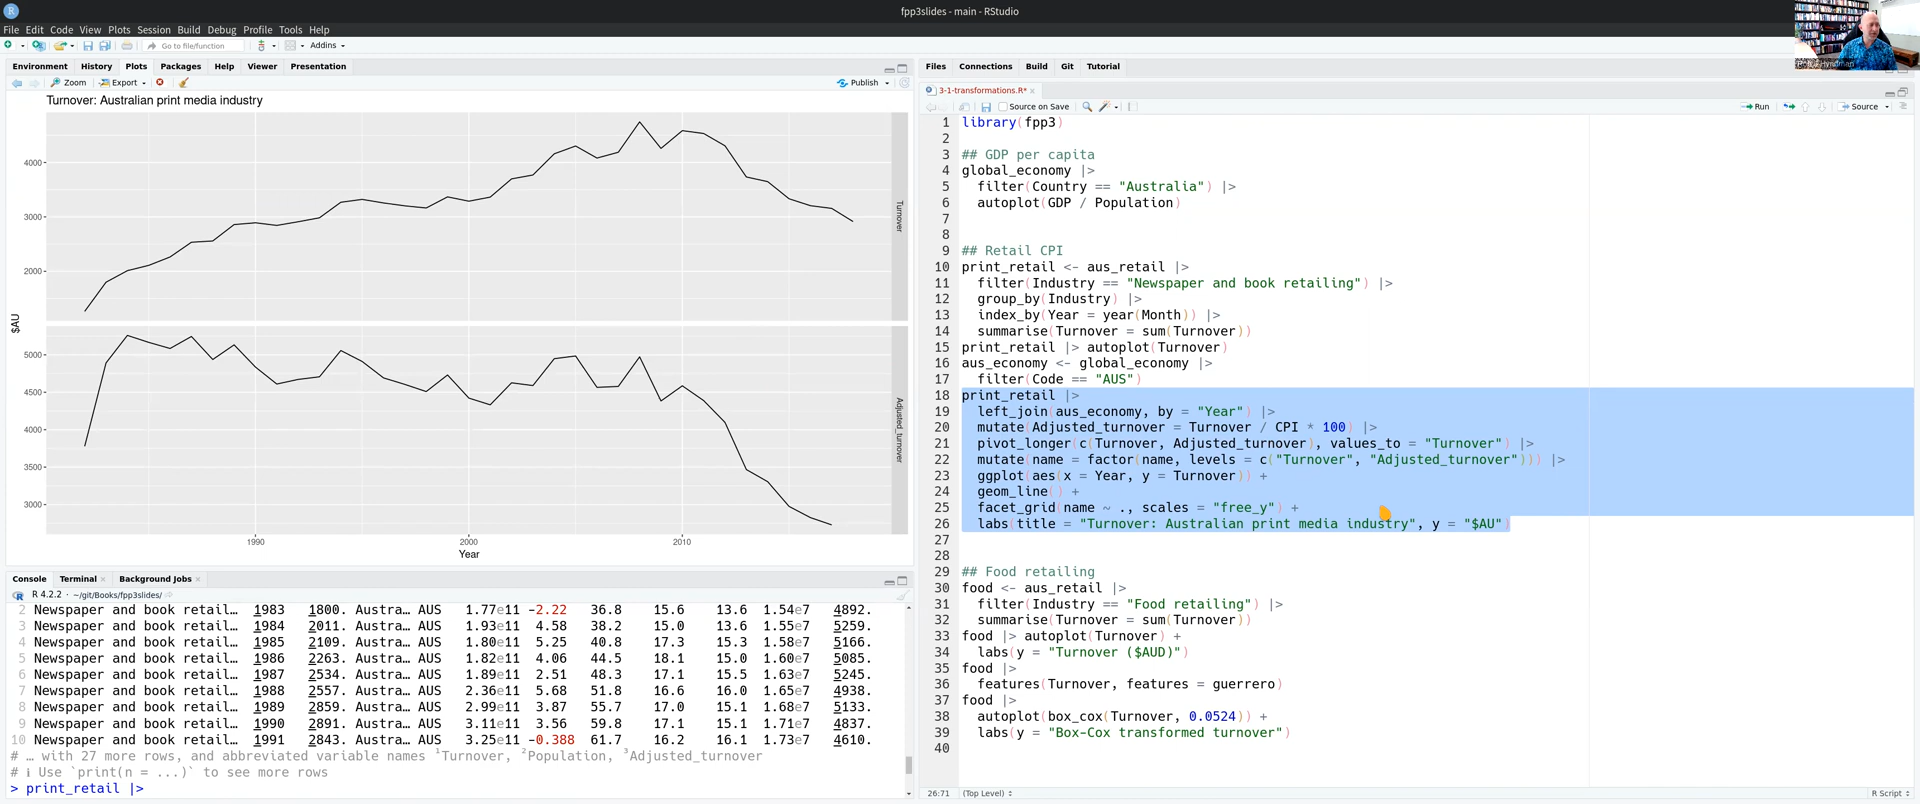 fpp3slides - main - RStudio
File Edit Code View Plots Session Build Debug Profile Tools Help
Go to file/function Addins
Environment History Plots Packages Help Viewer Presentation
Zoom Export Publish
Turnover: Australian print media industry
4000
3000
2000
Turnover
$AU
5000
4500
4000
3500
3000
Adjusted_turnover
1990 2000 2010
Year
Console Terminal Background Jobs
R 4.2.2 · ~/git/Books/fpp3slides/
2 Newspaper and book retail… 1983 1800. Austra… AUS 1.77e11 -2.22 36.8 15.6 13.6 1.54e7 4892.
3 Newspaper and book retail… 1984 2011. Austra… AUS 1.93e11 4.58 38.2 15.0 13.6 1.55e7 5259.
4 Newspaper and book retail… 1985 2109. Austra… AUS 1.80e11 5.25 40.8 17.3 15.3 1.58e7 5166.
5 Newspaper and book retail… 1986 2263. Austra… AUS 1.82e11 4.06 44.5 18.1 15.0 1.60e7 5085.
6 Newspaper and book retail… 1987 2534. Austra… AUS 1.89e11 2.51 48.3 17.1 15.5 1.63e7 5245.
7 Newspaper and book retail… 1988 2557. Austra… AUS 2.36e11 5.68 51.8 16.6 16.0 1.65e7 4938.
8 Newspaper and book retail… 1989 2859. Austra… AUS 2.99e11 3.87 55.7 17.0 15.1 1.68e7 5133.
9 Newspaper and book retail… 1990 2891. Austra… AUS 3.11e11 3.56 59.8 17.1 15.1 1.71e7 4837.
10 Newspaper and book retail… 1991 2843. Austra… AUS 3.25e11 -0.388 61.7 16.2 16.1 1.73e7 4610.
# … with 27 more rows, and abbreviated variable names ¹Turnover, ²Population, ³Adjusted_turnover
# ℹ Use `print(n = ...)` to see more rows
> print_retail |>
Files Connections Build Git Tutorial
3-1-transformations.R*
Source on Save Run Source
1 library(fpp3)
2
3 ## GDP per capita
4 global_economy |>
5 filter(Country == "Australia") |>
6 autoplot(GDP / Population)
7
8
9 ## Retail CPI
10 print_retail <- aus_retail |>
11 filter(Industry == "Newspaper and book retailing") |>
12 group_by(Industry) |>
13 index_by(Year = year(Month)) |>
14 summarise(Turnover = sum(Turnover))
15 print_retail |> autoplot(Turnover)
16 aus_economy <- global_economy |>
17 filter(Code == "AUS")
18 print_retail |>
19 left_join(aus_economy, by = "Year") |>
20 mutate(Adjusted_turnover = Turnover / CPI * 100) |>
21 pivot_longer(c(Turnover, Adjusted_turnover), values_to = "Turnover") |>
22 mutate(name = factor(name, levels = c("Turnover", "Adjusted_turnover"))) |>
23 ggplot(aes(x = Year, y = Turnover)) +
24 geom_line() +
25 facet_grid(name ~ ., scales = "free_y") +
26 labs(title = "Turnover: Australian print media industry", y = "$AU")
27
28
29 ## Food retailing
30 food <- aus_retail |>
31 filter(Industry == "Food retailing") |>
32 summarise(Turnover = sum(Turnover))
33 food |> autoplot(Turnover) +
34 labs(y = "Turnover ($AUD)")
35 food |>
36 features(Turnover, features = guerrero)
37 food |>
38 autoplot(box_cox(Turnover, 0.0524)) +
39 labs(y = "Box-Cox transformed turnover")
40
26:71 (Top Level) R Script